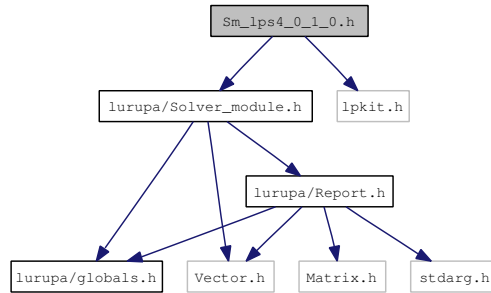 Sm_lps4_0_1_0.h
lurupa/Solver_module.h
lpkit.h
lurupa/Report.h
lurupa/globals.h
Vector.h
Matrix.h
stdarg.h